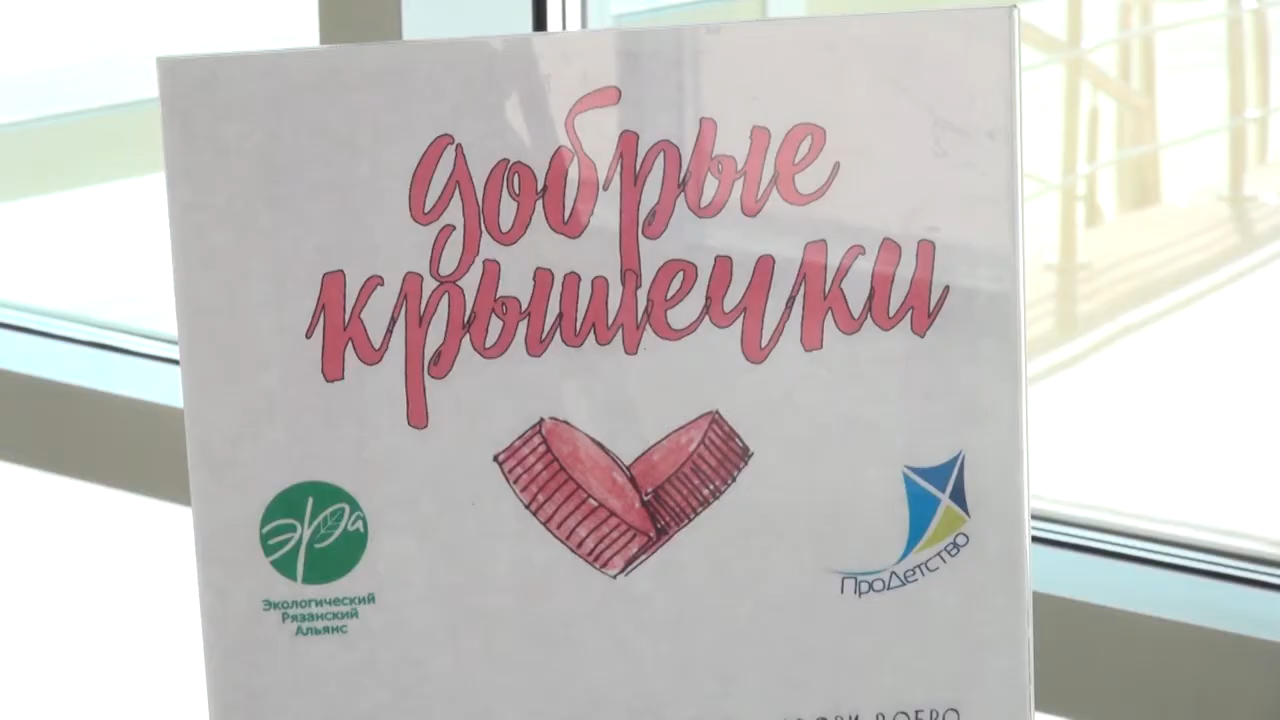 добрые
крышечки
эра
Экологический
Рязанский
Альянс
ПроДетство